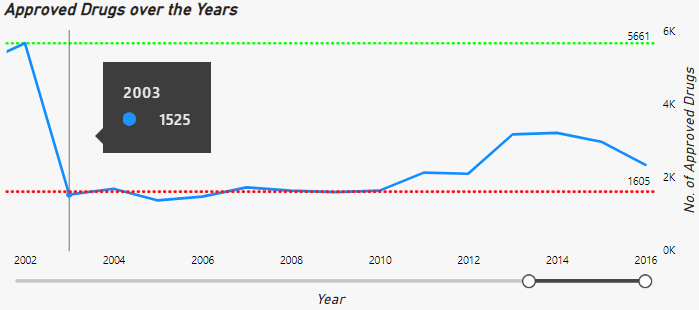 Approved Drugs over the Years
6K
5661
2003
1525
4K
2K
1605
0K
No. of Approved Drugs
2002 2004 2006 2008 2010 2012 2014 2016
Year